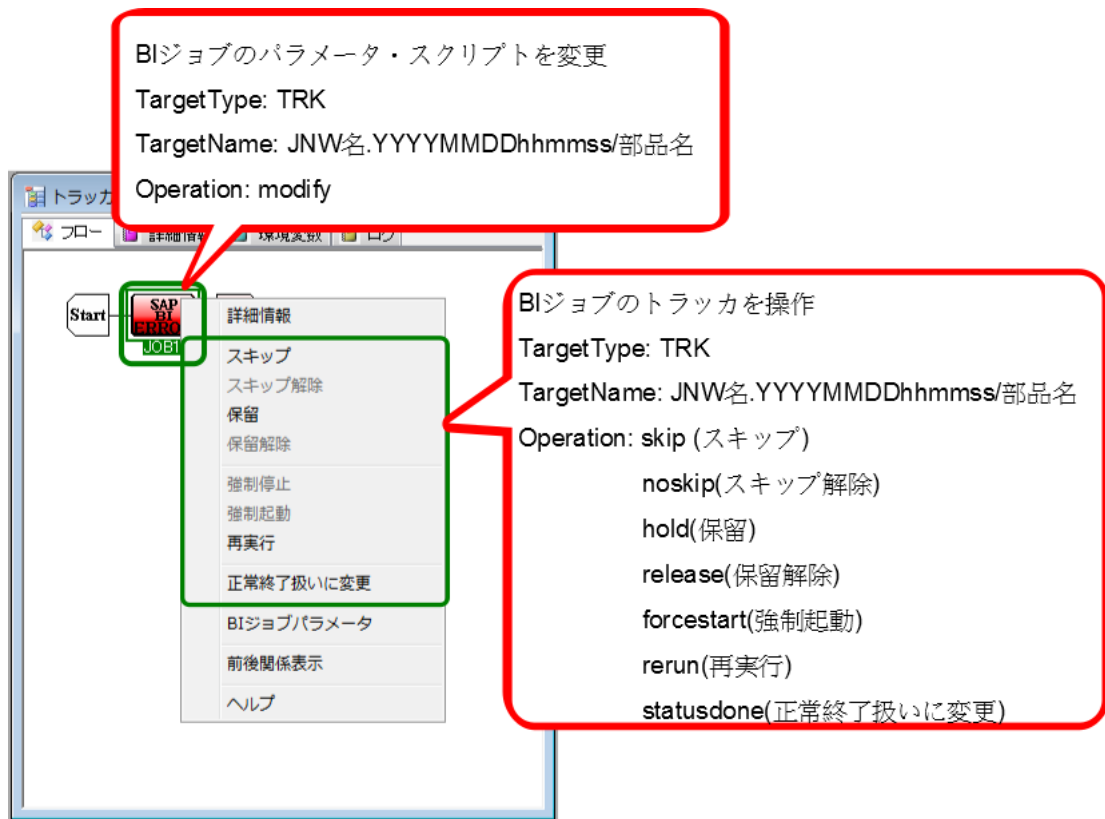 BIジョブのパラメータ・スクリプトを変更
TargetType: TRK
TargetName: JNW名.YYYYMMDDhhmmss/部品名
Operation: modify
トラッカ
フロー
詳細情報
環境変数
ログ
Start
SAP
BI
ERRO
JOB1
詳細情報
スキップ
スキップ解除
保留
保留解除
強制停止
強制起動
再実行
正常終了扱いに変更
BIジョブパラメータ
前後関係表示
ヘルプ
BIジョブのトラッカを操作
TargetType: TRK
TargetName: JNW名.YYYYMMDDhhmmss/部品名
Operation: skip (スキップ)
noskip(スキップ解除)
hold(保留)
release(保留解除)
forcestart(強制起動)
rerun(再実行)
statusdone(正常終了扱いに変更)